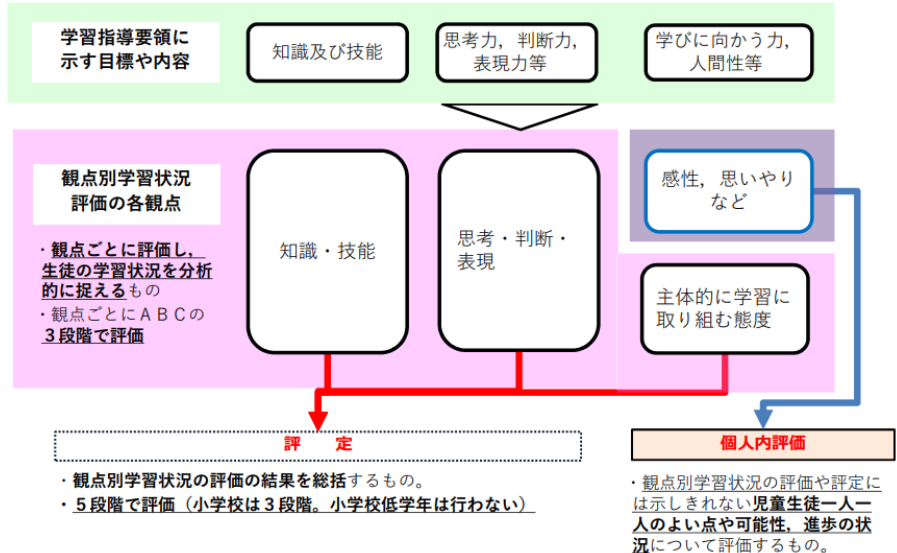 学習指導要領に
示す目標や内容
知識及び技能
思考力，判断力，
表現力等
学びに向かう力，
人間性等
観点別学習状況
評価の各観点
・観点ごとに評価し，
生徒の学習状況を分析
的に捉えるもの
・観点ごとにＡＢＣの
３段階で評価
知識・技能
思考・判断・
表現
感性，思いやり
など
主体的に学習に
取り組む態度
評　定
・観点別学習状況の評価の結果を総括するもの。
・５段階で評価（小学校は３段階。小学校低学年は行わない）
個人内評価
・観点別学習状況の評価や評定に
は示しきれない児童生徒一人一
人のよい点や可能性，進歩の状
況について評価するもの。